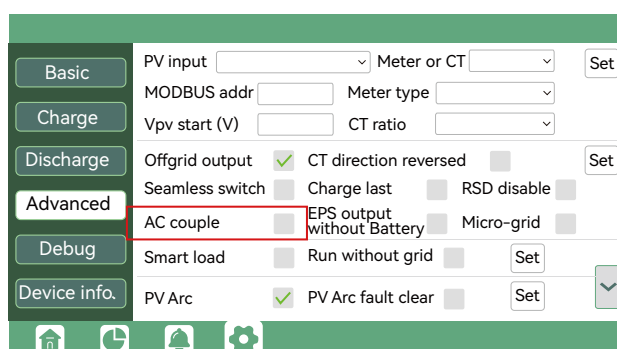 Basic
Charge
Discharge
Advanced
Debug
Device info.
PV input Meter or CT Set
MODBUS addr Meter type
Vpv start (V) CT ratio
Offgrid output CT direction reversed Set
Seamless switch Charge last RSD disable
AC couple EPS output without Battery Micro-grid
Smart load Run without grid Set
PV Arc PV Arc fault clear Set